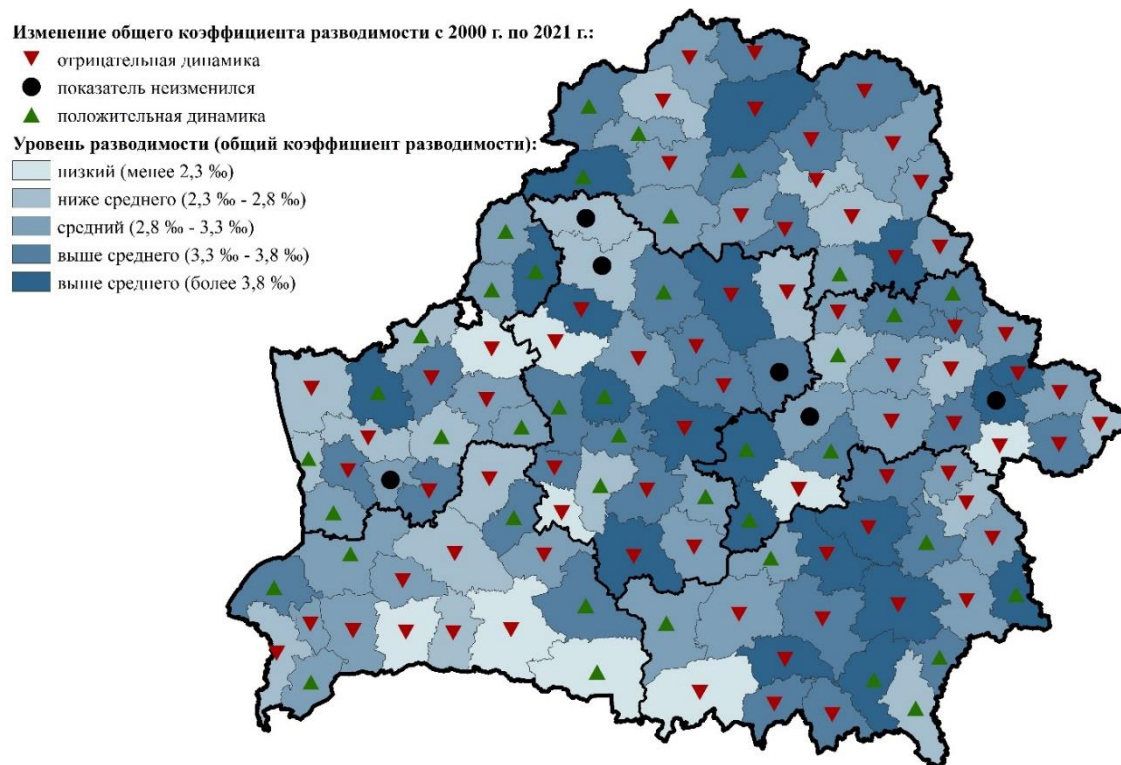 Изменение общего коэффициента разводимости с 2000 г. по 2021 г.:
отрицательная динамика
показатель неизменился
положительная динамика
Уровень разводимости (общий коэффициент разводимости):
низкий (менее 2,3 ‰)
ниже среднего (2,3 ‰ - 2,8 ‰)
средний (2,8 ‰ - 3,3 ‰)
выше среднего (3,3 ‰ - 3,8 ‰)
выше среднего (более 3,8 ‰)